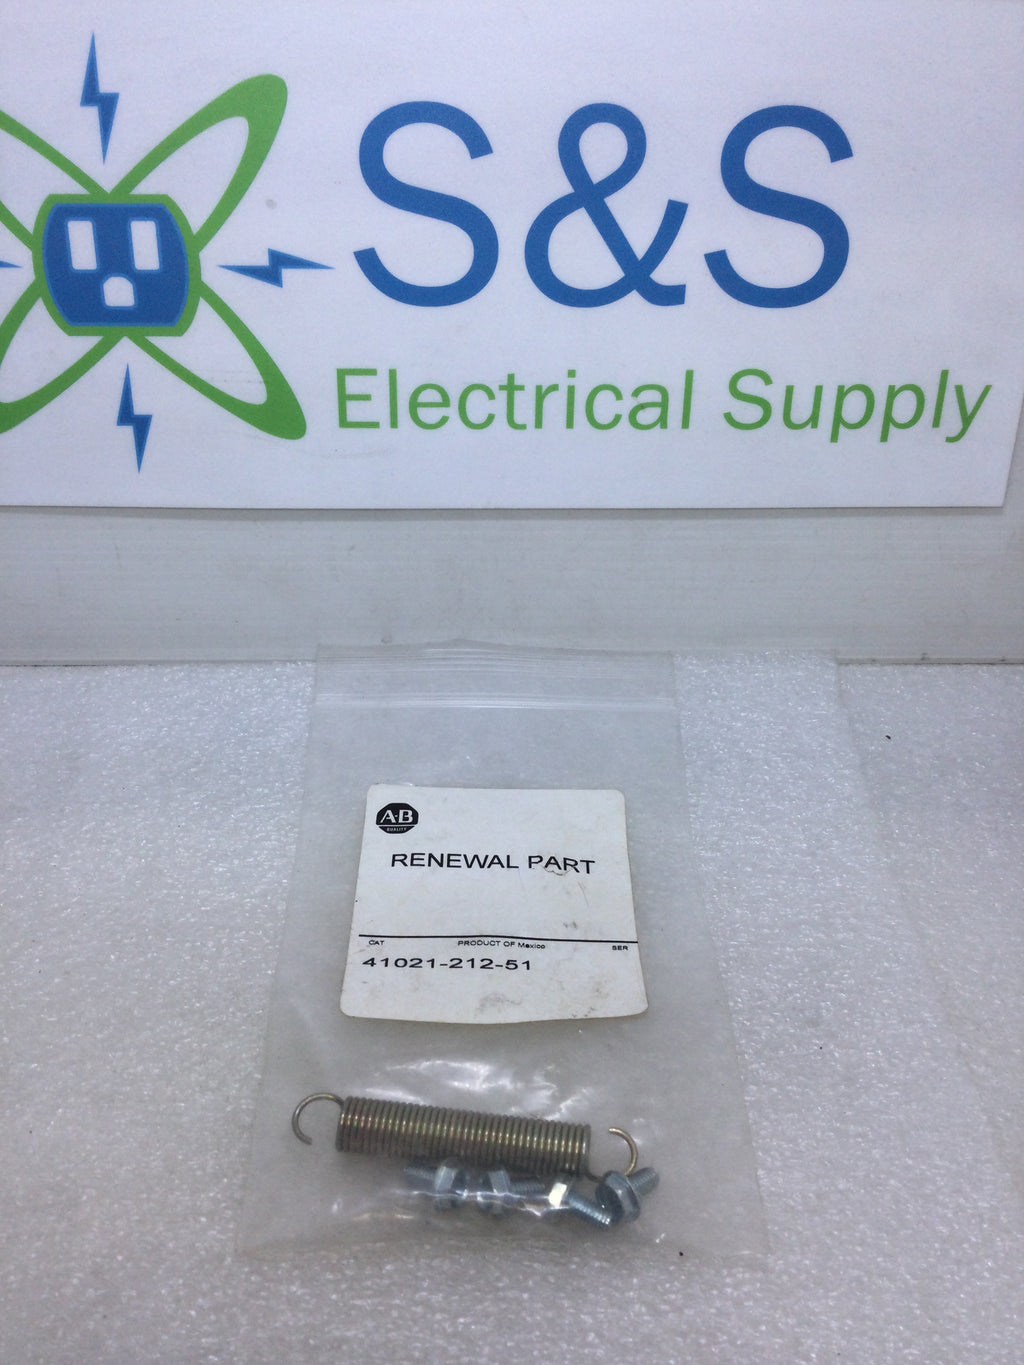 S&S
Electrical Supply
A-B
QUALITY
RENEWAL PART
CAT PRODUCT OF Mexico SER
41021-212-51